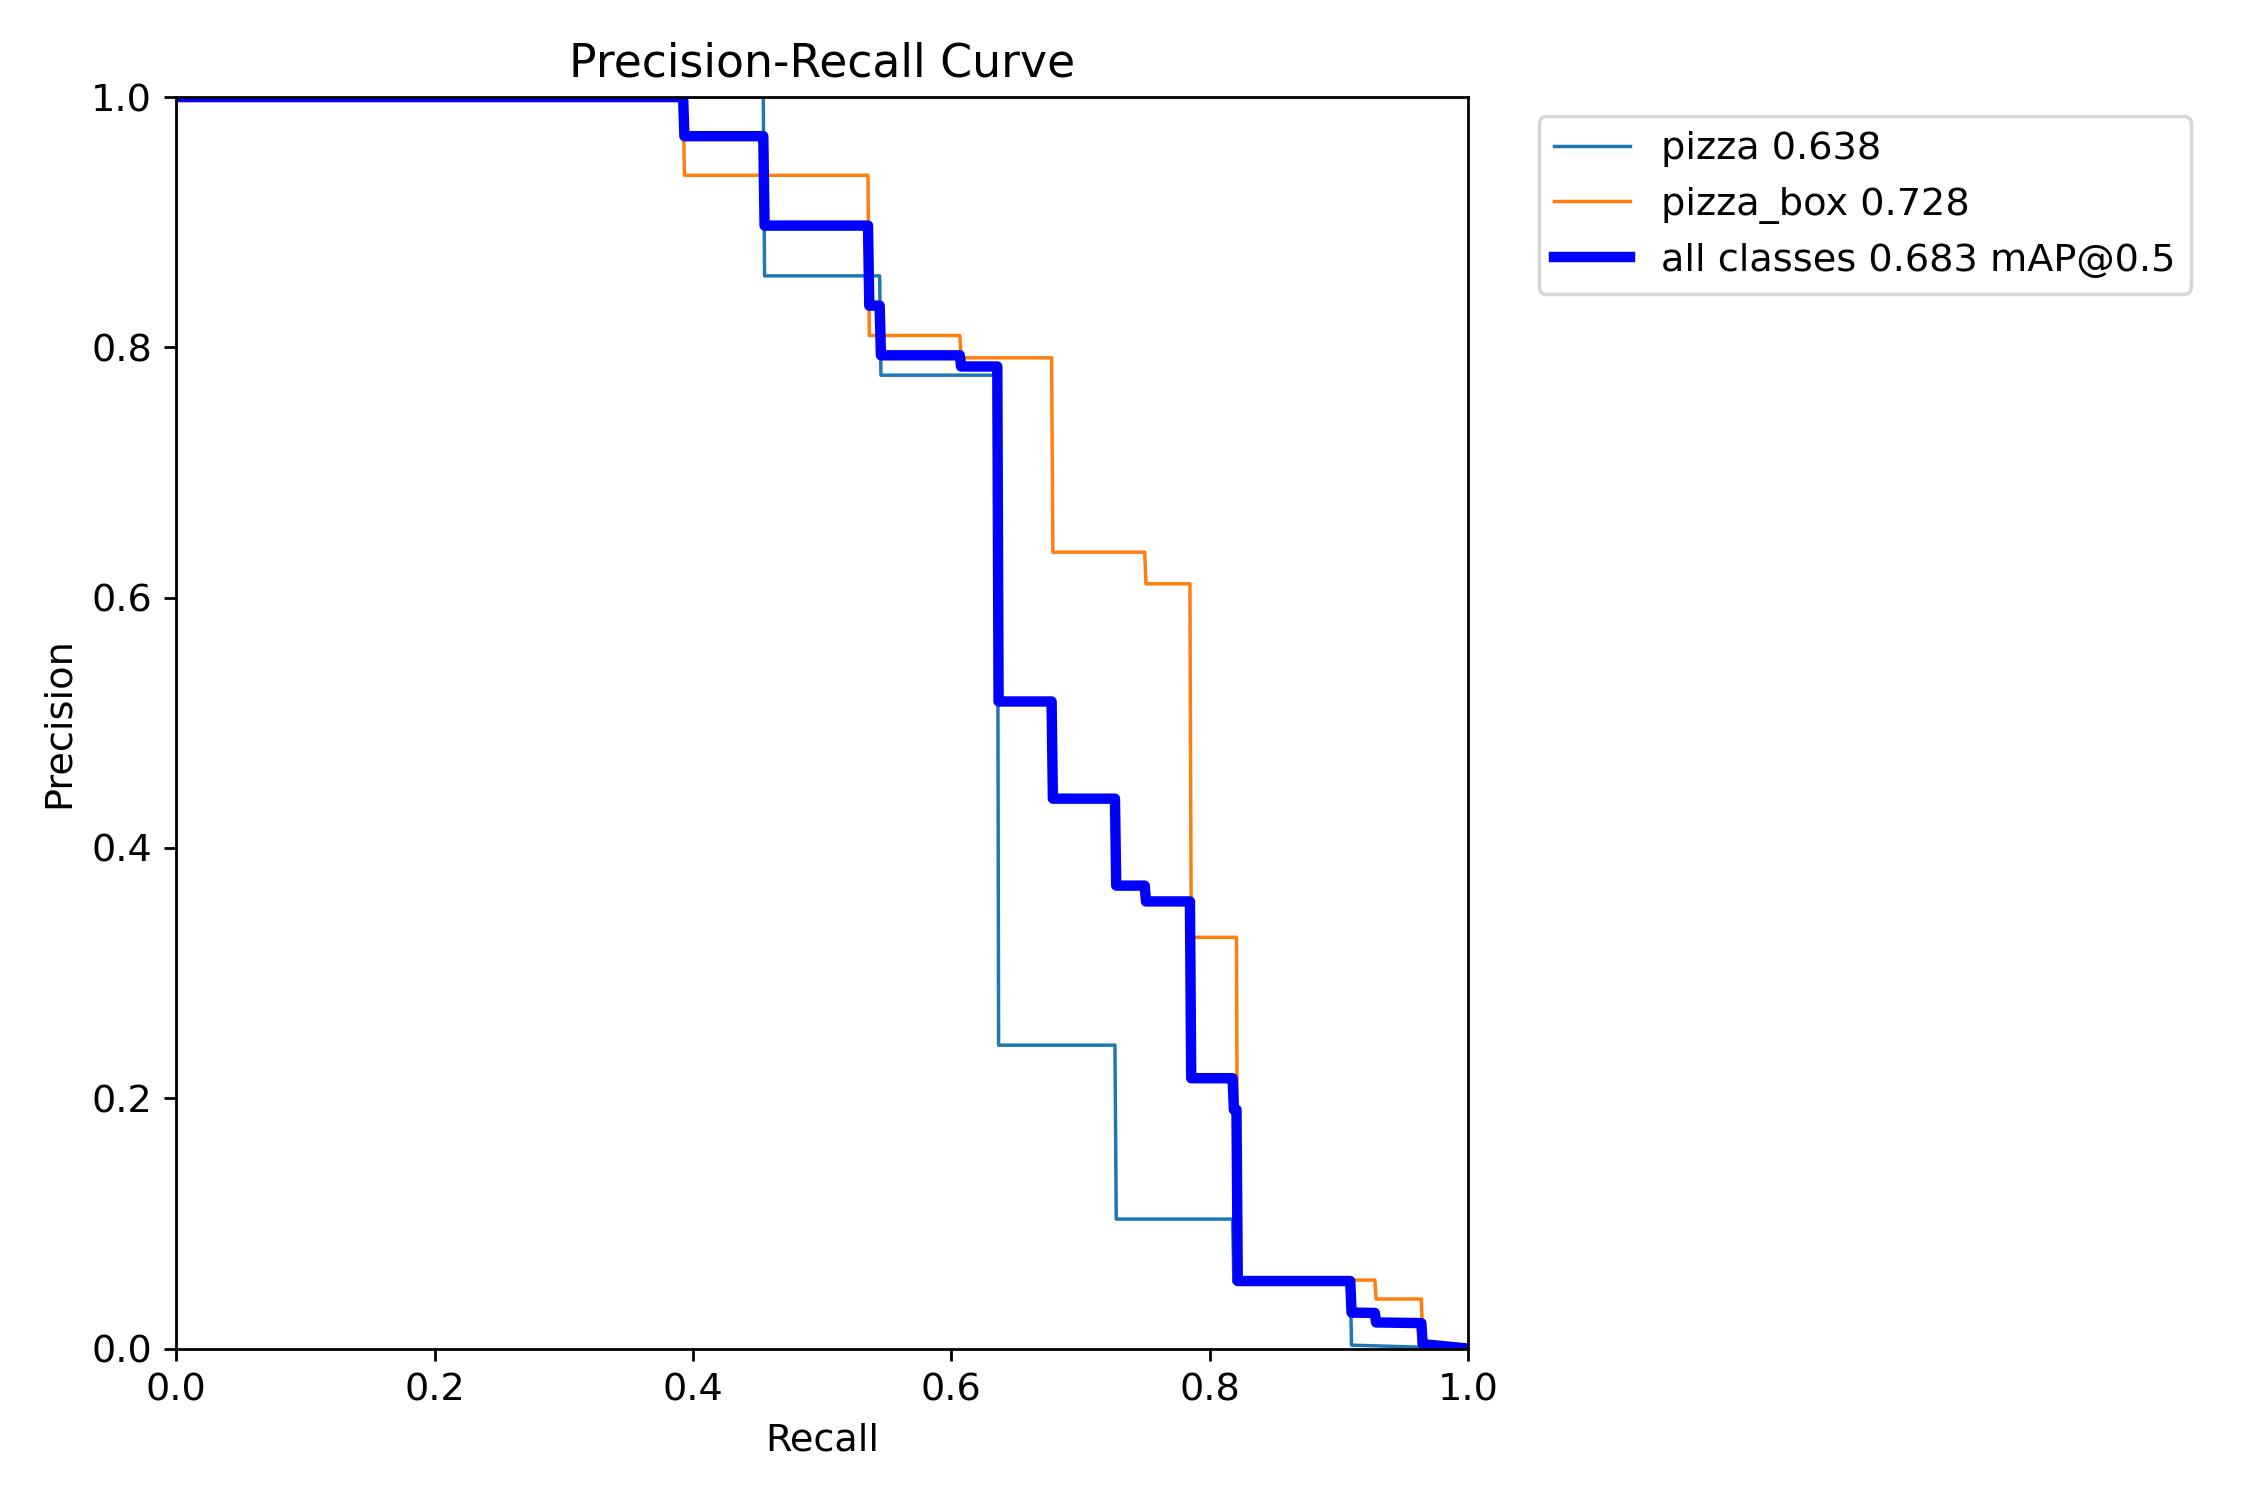 Precision-Recall Curve
1.0
0.8
0.6
0.4
0.2
0.0
Precision
0.0 0.2 0.4 0.6 0.8 1.0
Recall
pizza 0.638
pizza_box 0.728
all classes 0.683 mAP@0.5